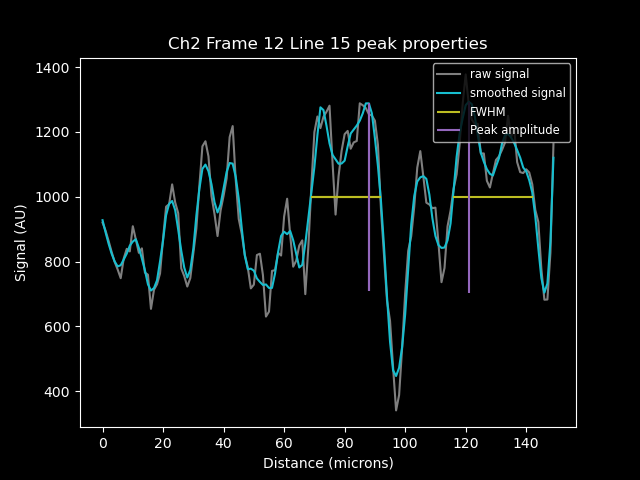 Ch2 Frame 12 Line 15 peak properties
raw signal
smoothed signal
FWHM
Peak amplitude
Signal (AU)
1400
1200
1000
800
600
400
0 20 40 60 80 100 120 140
Distance (microns)